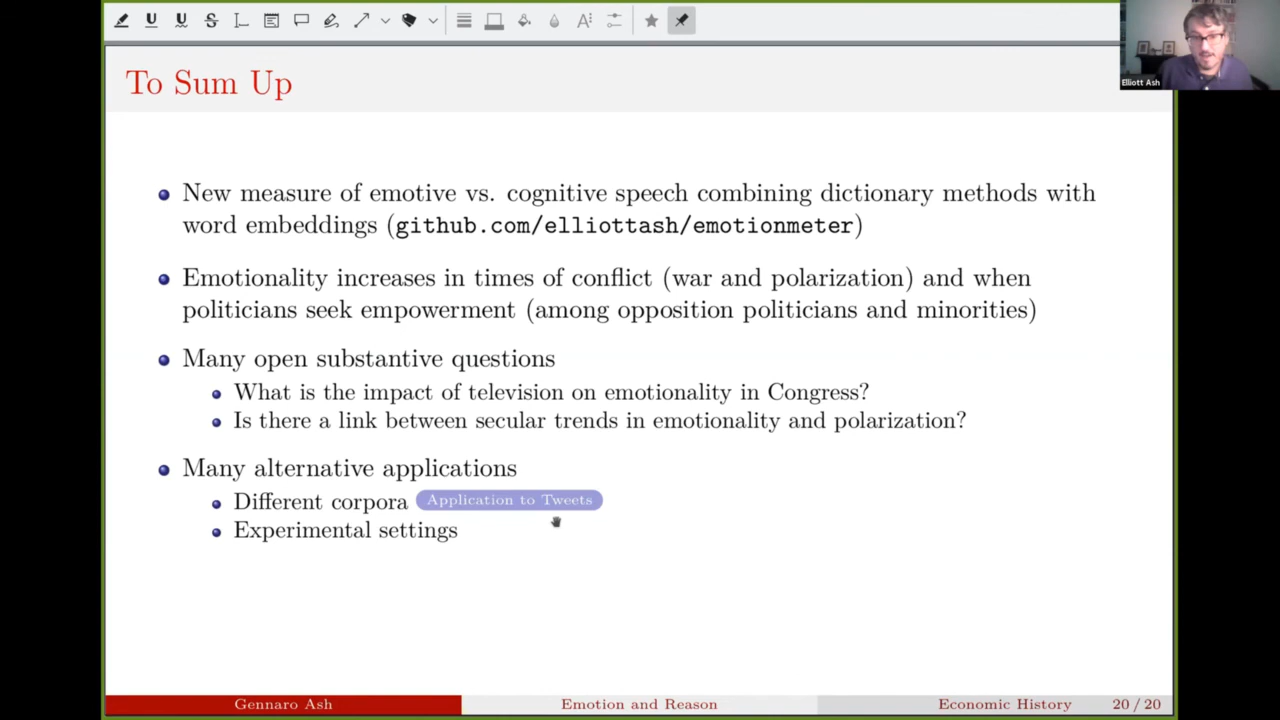 To Sum Up
Elliott Ash
New measure of emotive vs. cognitive speech combining dictionary methods with
word embeddings (github.com/elliottash/emotionmeter)
Emotionality increases in times of conflict (war and polarization) and when
politicians seek empowerment (among opposition politicians and minorities)
Many open substantive questions
What is the impact of television on emotionality in Congress?
Is there a link between secular trends in emotionality and polarization?
Many alternative applications
Different corpora Application to Tweets
Experimental settings
Gennaro Ash Emotion and Reason Economic History 20 / 20